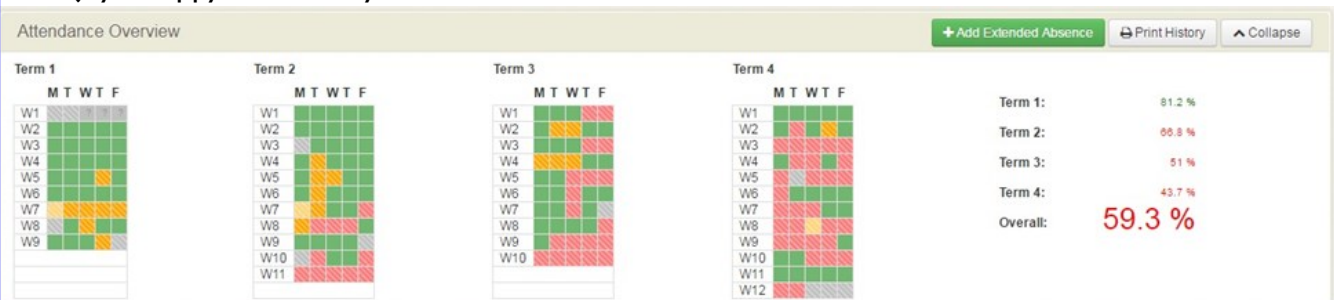 Attendance Overview
+ Add Extended Absence
Print History
Collapse
Term 1
M T W T F
W1 ? ? ?
W2
W3
W4
W5
W6
W7
W8
W9
Term 2
M T W T F
W1
W2
W3
W4
W5
W6
W7
W8
W9
W10
W11
Term 3
M T W T F
W1
W2
W3
W4
W5
W6
W7
W8
W9
W10
Term 4
M T W T F
W1
W2
W3
W4
W5
W6
W7
W8
W9
W10
W11
W12
Term 1: 81.2 %
Term 2: 66.8 %
Term 3: 51 %
Term 4: 43.7 %
Overall: 59.3 %